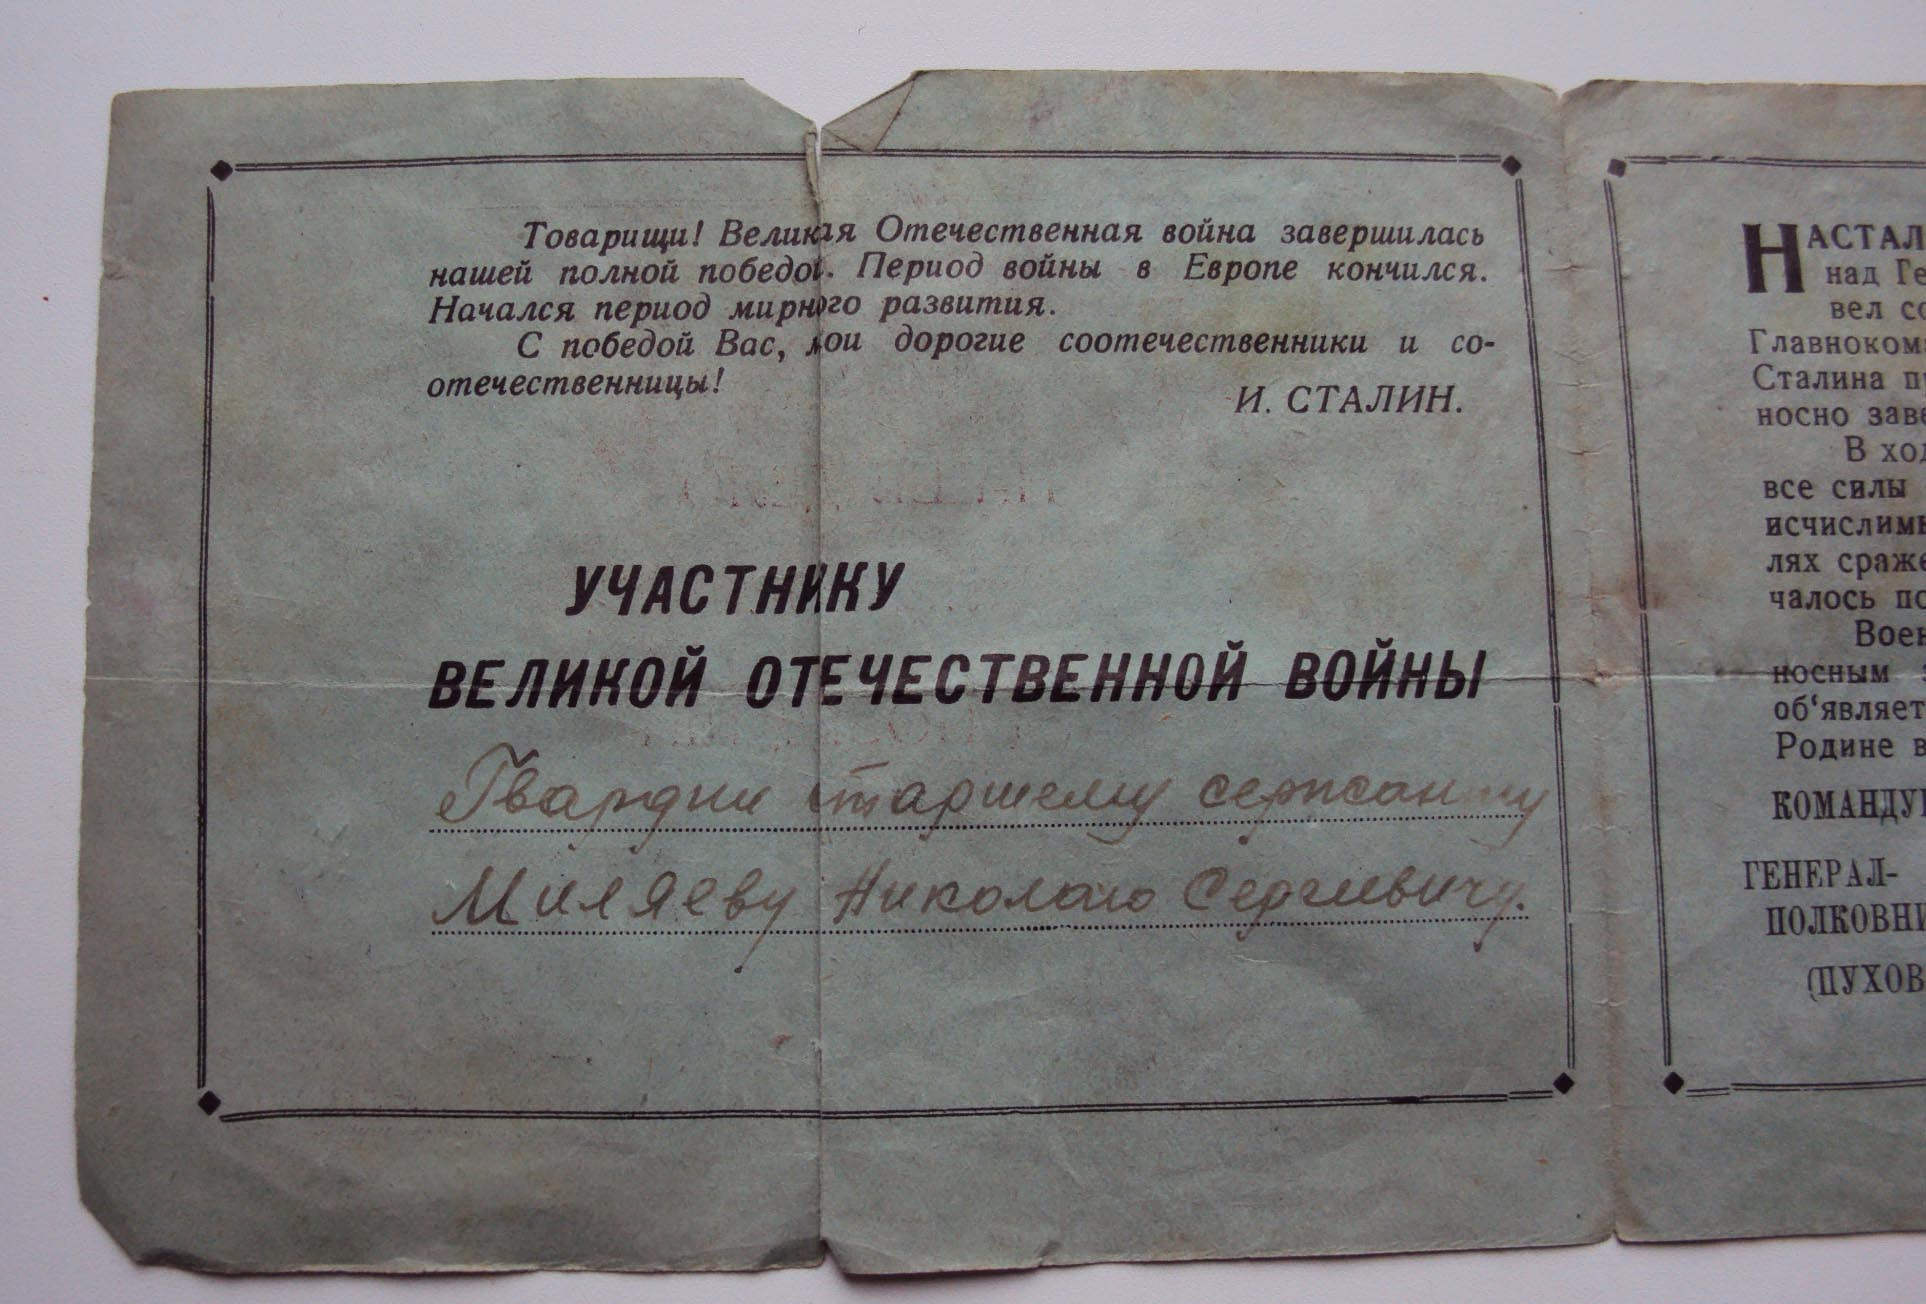 Товарищи! Великая Отечественная война завершилась
нашей полной победой. Период войны в Европе кончился.
Начался период мирного развития.
С победой Вас, мои дорогие соотечественники и со-
отечественницы!
И. СТАЛИН.
УЧАСТНИКУ
ВЕЛИКОЙ ОТЕЧЕСТВЕННОЙ ВОЙНЫ
Гвардии старшему сержанту
Миляеву Николаю Сергеевичу.
НАСТАЛ
над Ге
вел со
Главноком
Сталина п
носно зав
В ход
все силы
исчислим
лях сраже
чалось по
Воен
носным
об‘являет
Родине в
КОМАНДУ
ГЕНЕРАЛ-
ПОЛКОВНИ
(ПУХОВ